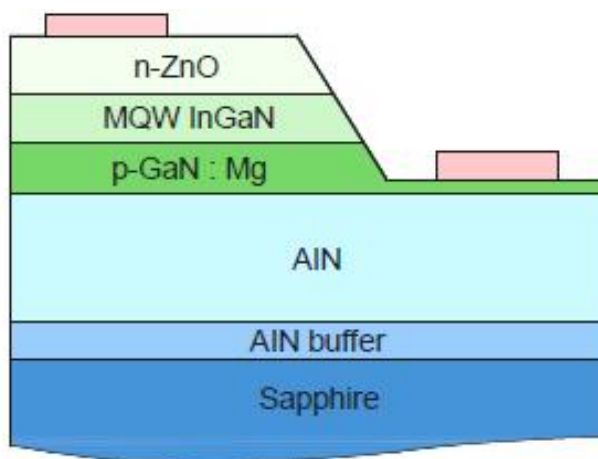 n-ZnO
MQW InGaN
p-GaN : Mg
AlN
AlN buffer
Sapphire